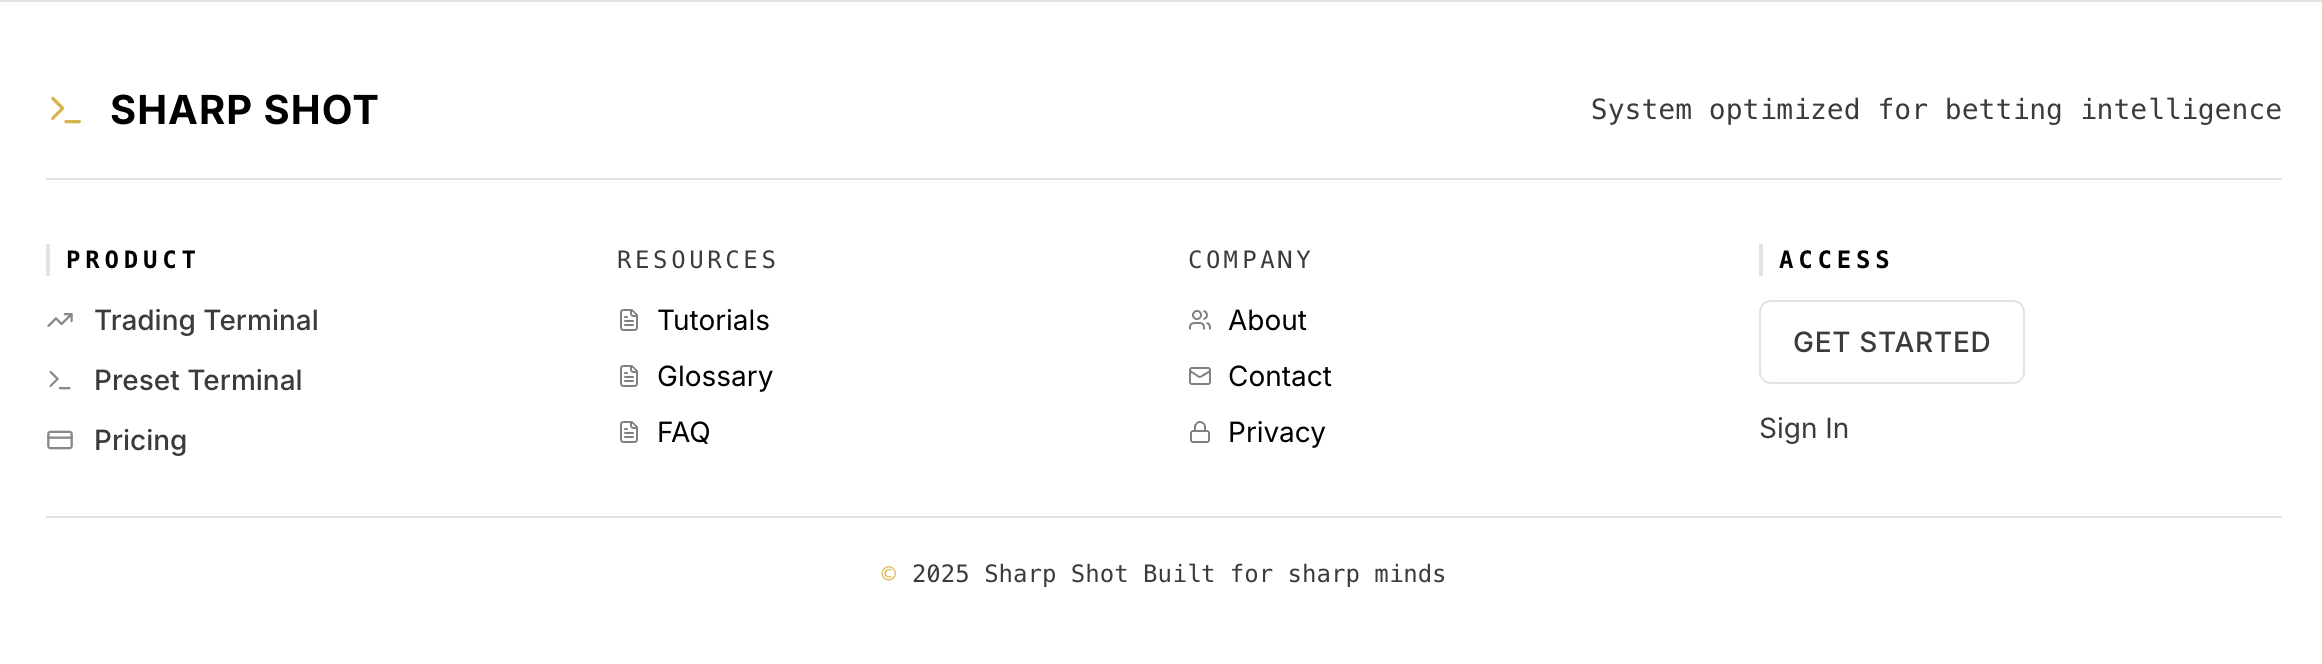 SHARP SHOT
System optimized for betting intelligence
PRODUCT
Trading Terminal
Preset Terminal
Pricing
RESOURCES
Tutorials
Glossary
FAQ
COMPANY
About
Contact
Privacy
ACCESS
GET STARTED
Sign In
© 2025 Sharp Shot Built for sharp minds